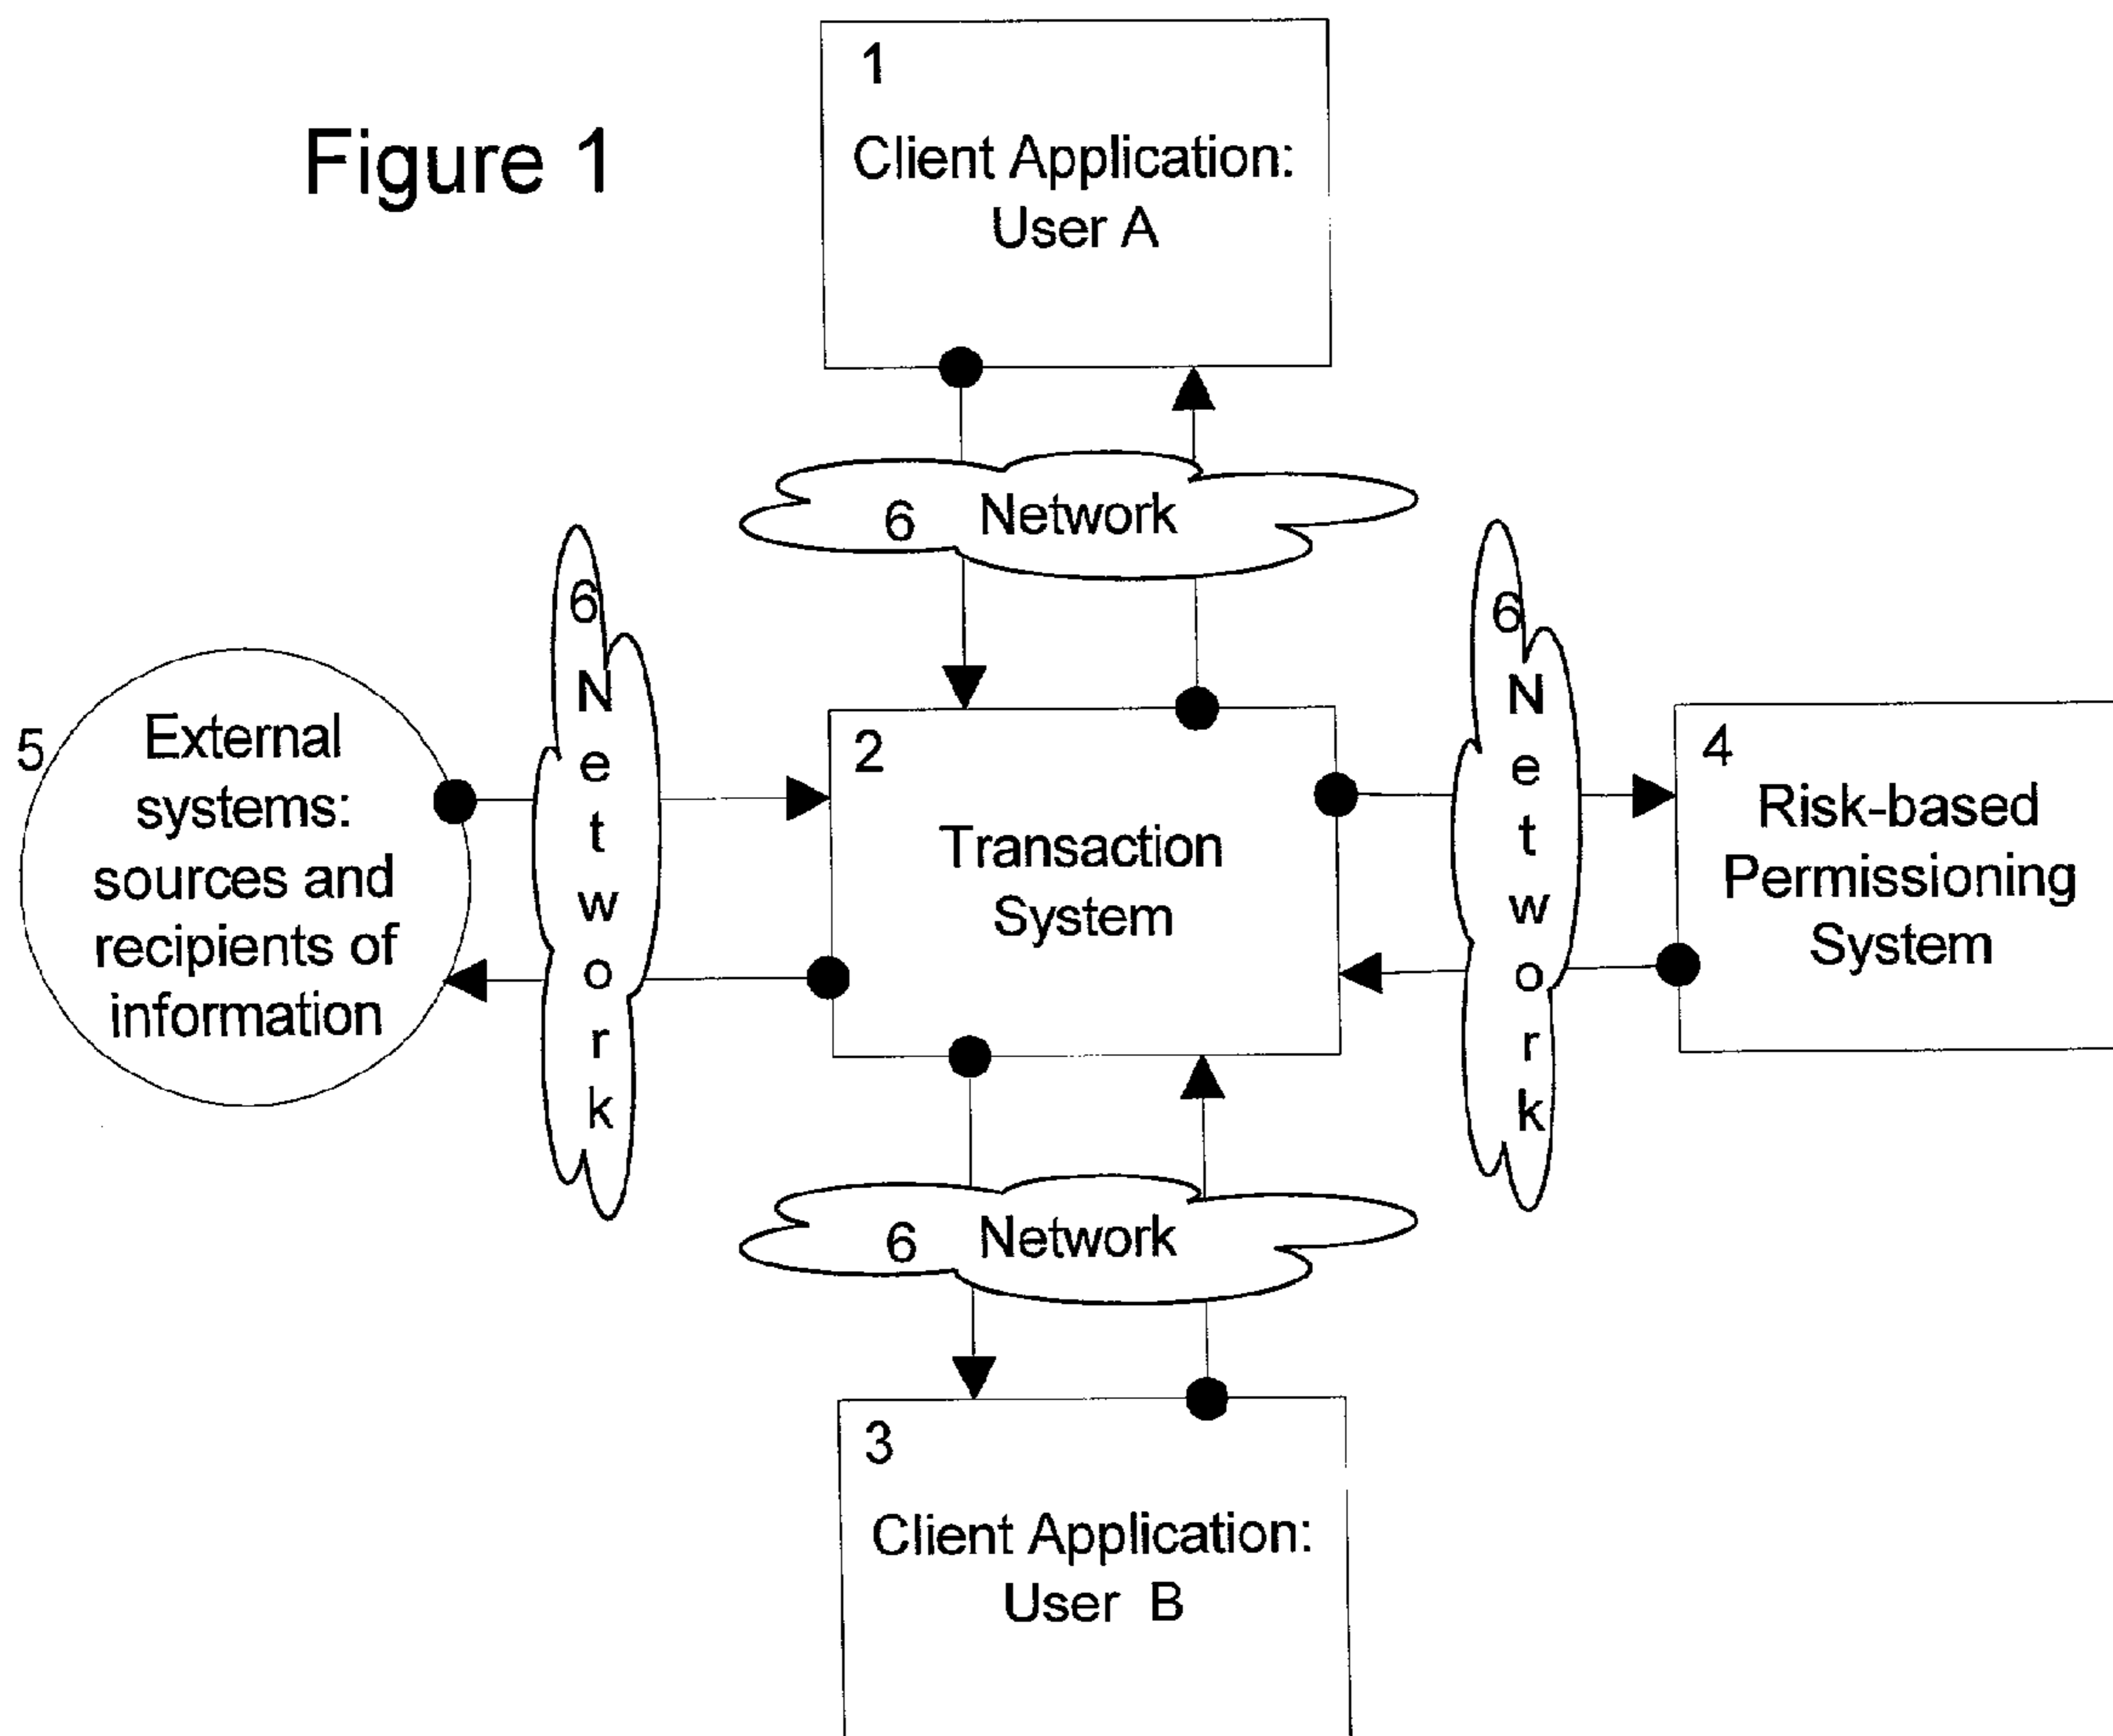 Figure 1
1
Client Application:
User A
6 Network
5
External
systems:
sources and
recipients of
information
6
N
e
t
w
o
r
k
2
Transaction
System
6
N
e
t
w
o
r
k
4
Risk-based
Permissioning
System
6 Network
3
Client Application:
User B